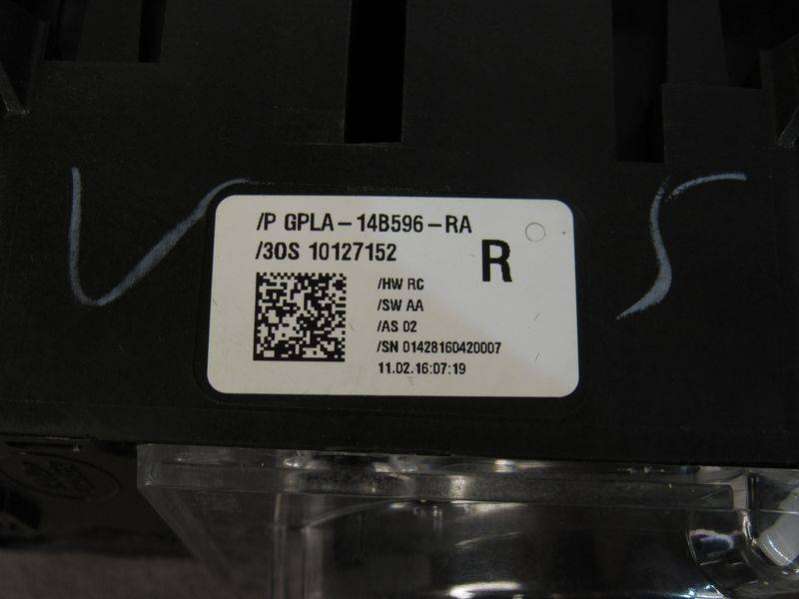 /P GPLA-14B596-RA
/30S 10127152
R
/HW RC
/SW AA
/AS 02
/SN 01428160420007
11.02.16:07:19